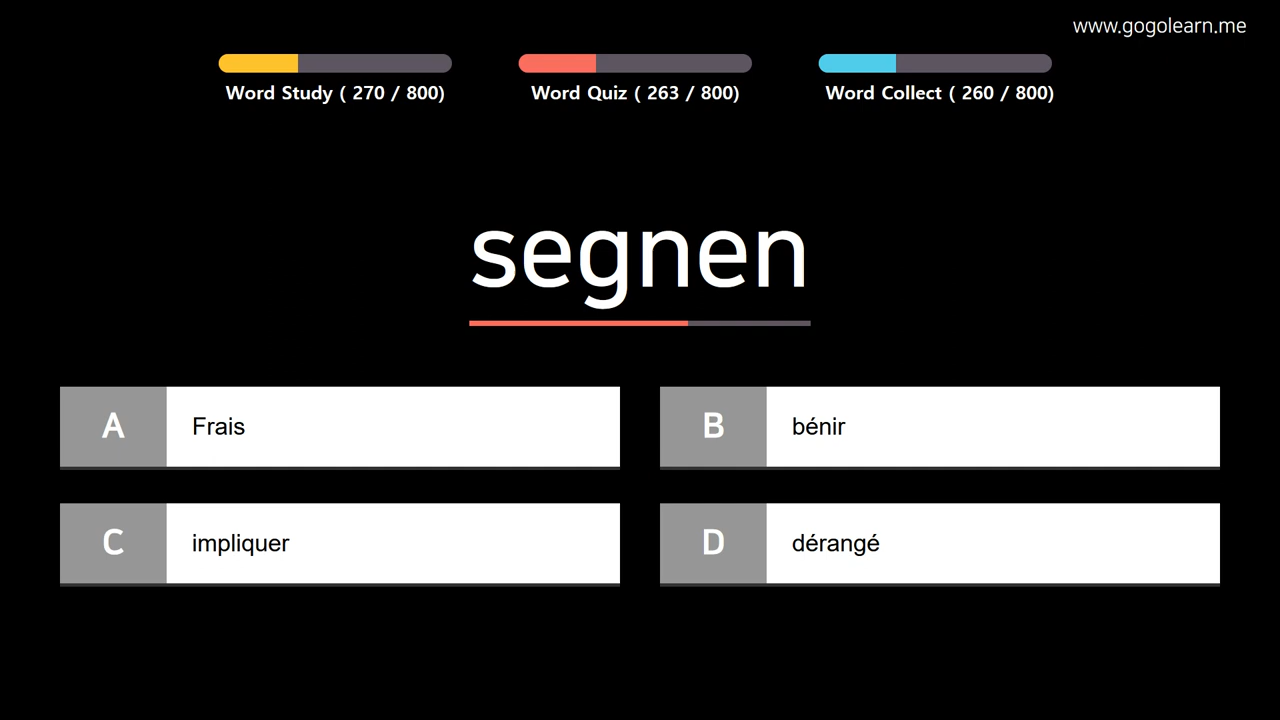 www.gogolearn.me
Word Study ( 270 / 800)
Word Quiz ( 263 / 800)
Word Collect ( 260 / 800)
segnen
A Frais
B bénir
C impliquer
D dérangé